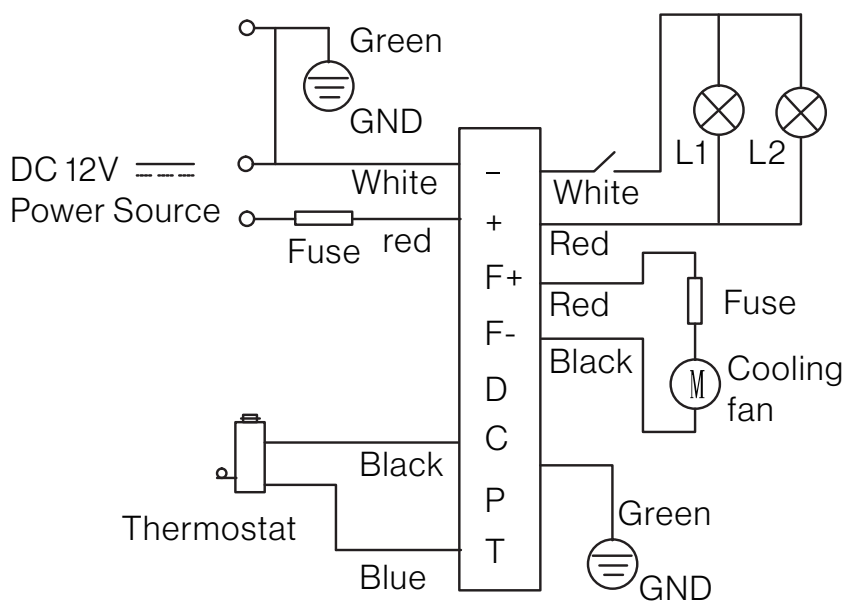 Green
GND
DC 12V
Power Source
White
Fuse
red
−
+
F+
F-
D
C
P
T
White
L1
L2
Red
Red
Fuse
Black
M
Cooling
fan
Black
Thermostat
Blue
Green
GND